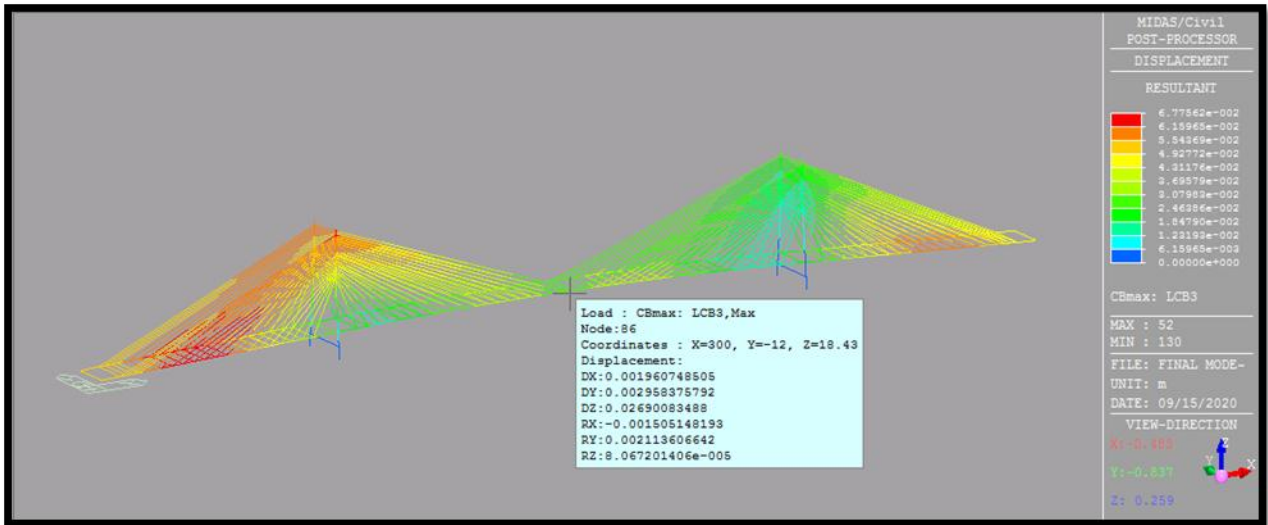 MIDAS/Civil
POST-PROCESSOR
DISPLACEMENT
RESULTANT
6.77562e-002
6.15965e-002
5.54369e-002
4.92772e-002
4.31176e-002
3.69579e-002
3.07983e-002
2.46386e-002
1.84790e-002
1.23193e-002
6.15965e-003
0.00000e+000
CBmax: LCB3
MAX : 52
MIN : 130
FILE: FINAL MODE-
UNIT: m
DATE: 09/15/2020
VIEW-DIRECTION
X:-0.483
Y:-0.837
Z: 0.259
Z
Y
X
Load : CBmax: LCB3,Max
Node:86
Coordinates : X=300, Y=-12, Z=18.43
Displacement:
DX:0.001960748505
DY:0.002958375792
DZ:0.02690083488
RX:-0.001505148193
RY:0.002113606642
RZ:8.067201406e-005